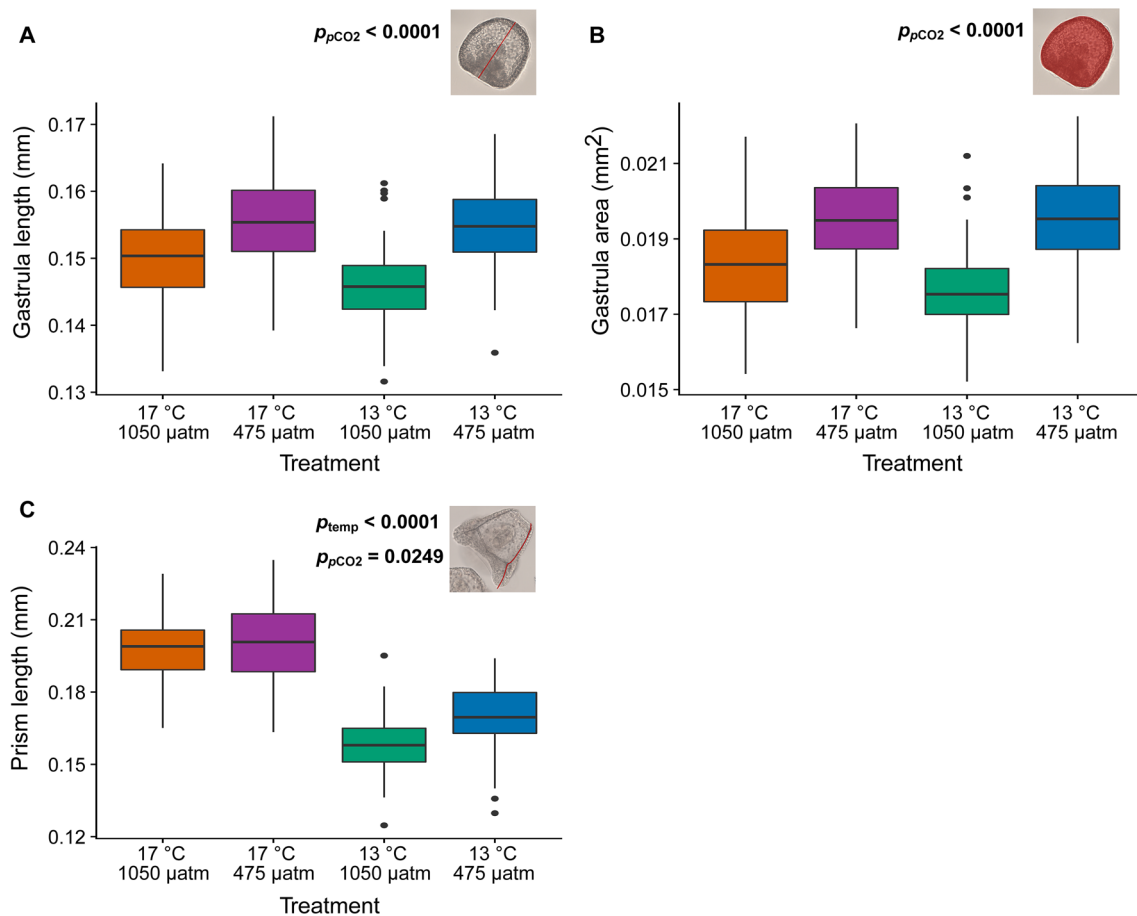 A
p pCO2 < 0.0001
Gastrula length (mm)
0.17
0.16
0.15
0.14
0.13
17 °C
1050 µatm
17 °C
475 µatm
13 °C
1050 µatm
13 °C
475 µatm
Treatment
B
p pCO2 < 0.0001
Gastrula area (mm²)
0.021
0.019
0.017
0.015
17 °C
1050 µatm
17 °C
475 µatm
13 °C
1050 µatm
13 °C
475 µatm
Treatment
C
p temp < 0.0001
p pCO2 = 0.0249
Prism length (mm)
0.24
0.21
0.18
0.15
0.12
17 °C
1050 µatm
17 °C
475 µatm
13 °C
1050 µatm
13 °C
475 µatm
Treatment